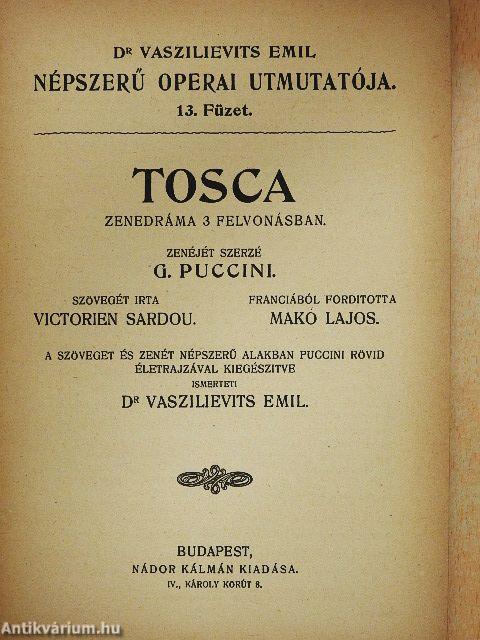 Dr VASZILIEVITS EMIL
NÉPSZERŰ OPERAI UTMUTATÓJA.
13. Füzet.
TOSCA
ZENEDRÁMA 3 FELVONÁSBAN.
ZENÉJÉT SZERZÉ
G. PUCCINI.
SZÖVEGÉT IRTA
VICTORIEN SARDOU.
FRANCIÁBÓL FORDITOTTA
MAKÓ LAJOS.
A SZÖVEGET ÉS ZENÉT NÉPSZERŰ ALAKBAN PUCCINI RÖVID
ÉLETRAJZÁVAL KIEGÉSZITVE
ISMERTETI
Dr VASZILIEVITS EMIL.
BUDAPEST,
NÁDOR KÁLMÁN KIADÁSA.
IV., KÁROLY KÖRÚT 8.
Antikvárium.hu